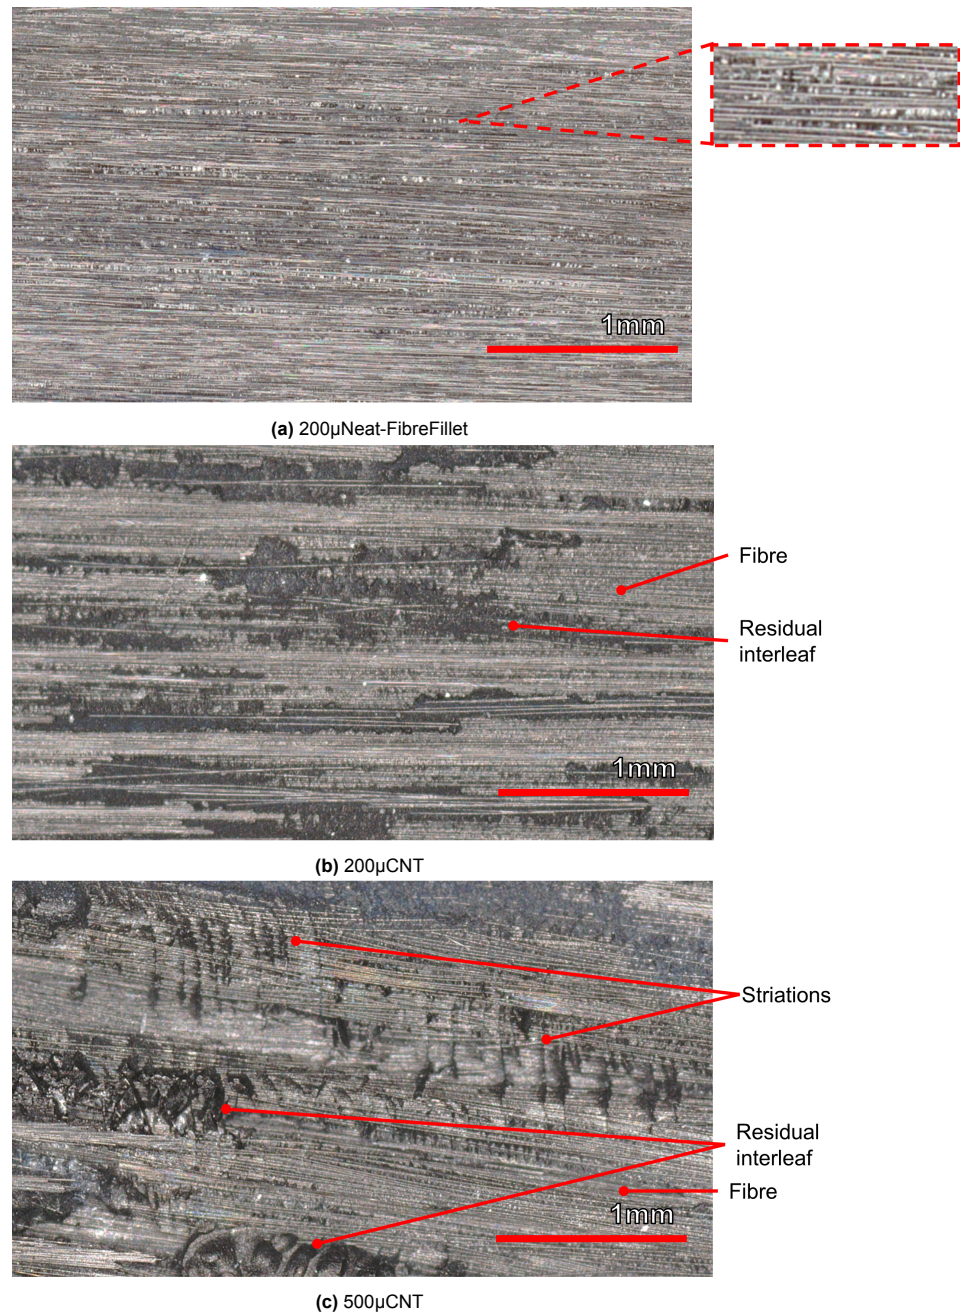 1mm
(a) 200µNeat-FibreFillet
Fibre
Residual
interleaf
1mm
(b) 200µCNT
Striations
Residual
interleaf
Fibre
1mm
(c) 500µCNT